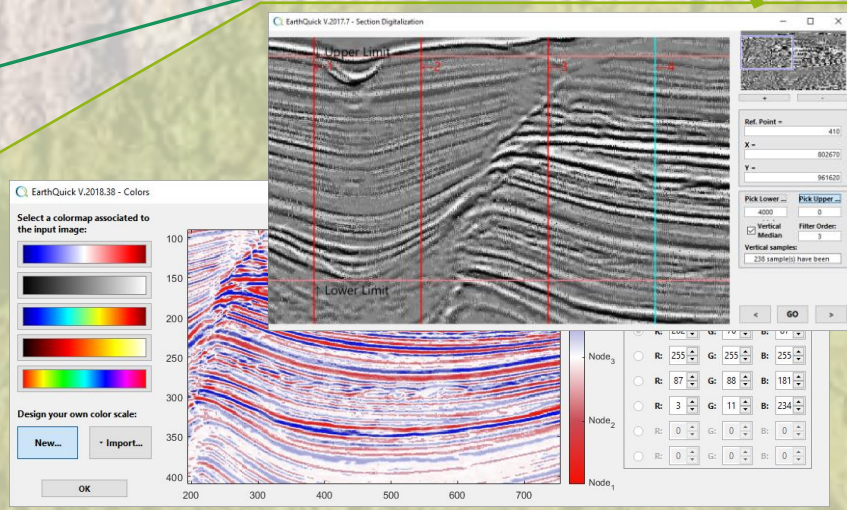 EarthQuick V.2017.7 - Section Digitalization
Upper Limit
1
2
3
4
Lower Limit
+ -
Ref. Point =
410
X =
802670
Y =
961620
Pick Lower ... Pick Upper ...
4000 0
Vertical Median Filter Order:
3
Vertical samples:
238 sample(s) have been
< GO >
EarthQuick V.2018.38 - Colors
Select a colormap associated to
the input image:
Design your own color scale:
New... Import...
OK
100
150
200
250
300
350
400
200 300 400 500 600 700
Node3
Node2
Node1
R: G: B:
R: 255 G: 255 B: 255
R: 87 G: 88 B: 181
R: 3 G: 11 B: 234
R: 0 G: 0 B: 0
R: 0 G: 0 B: 0